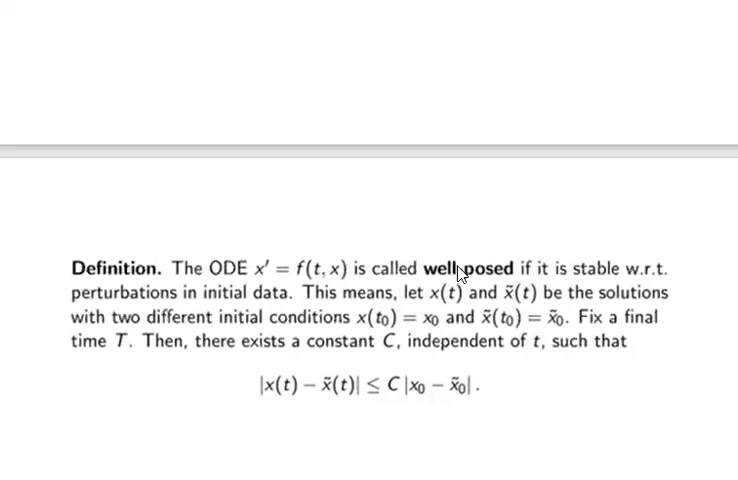 Definition. The ODE x′ = f(t, x) is called well posed if it is stable w.r.t.
perturbations in initial data. This means, let x(t) and x̃(t) be the solutions
with two different initial conditions x(t₀) = x₀ and x̃(t₀) = x̃₀. Fix a final
time T. Then, there exists a constant C, independent of t, such that
|x(t) − x̃(t)| ≤ C |x₀ − x̃₀| .